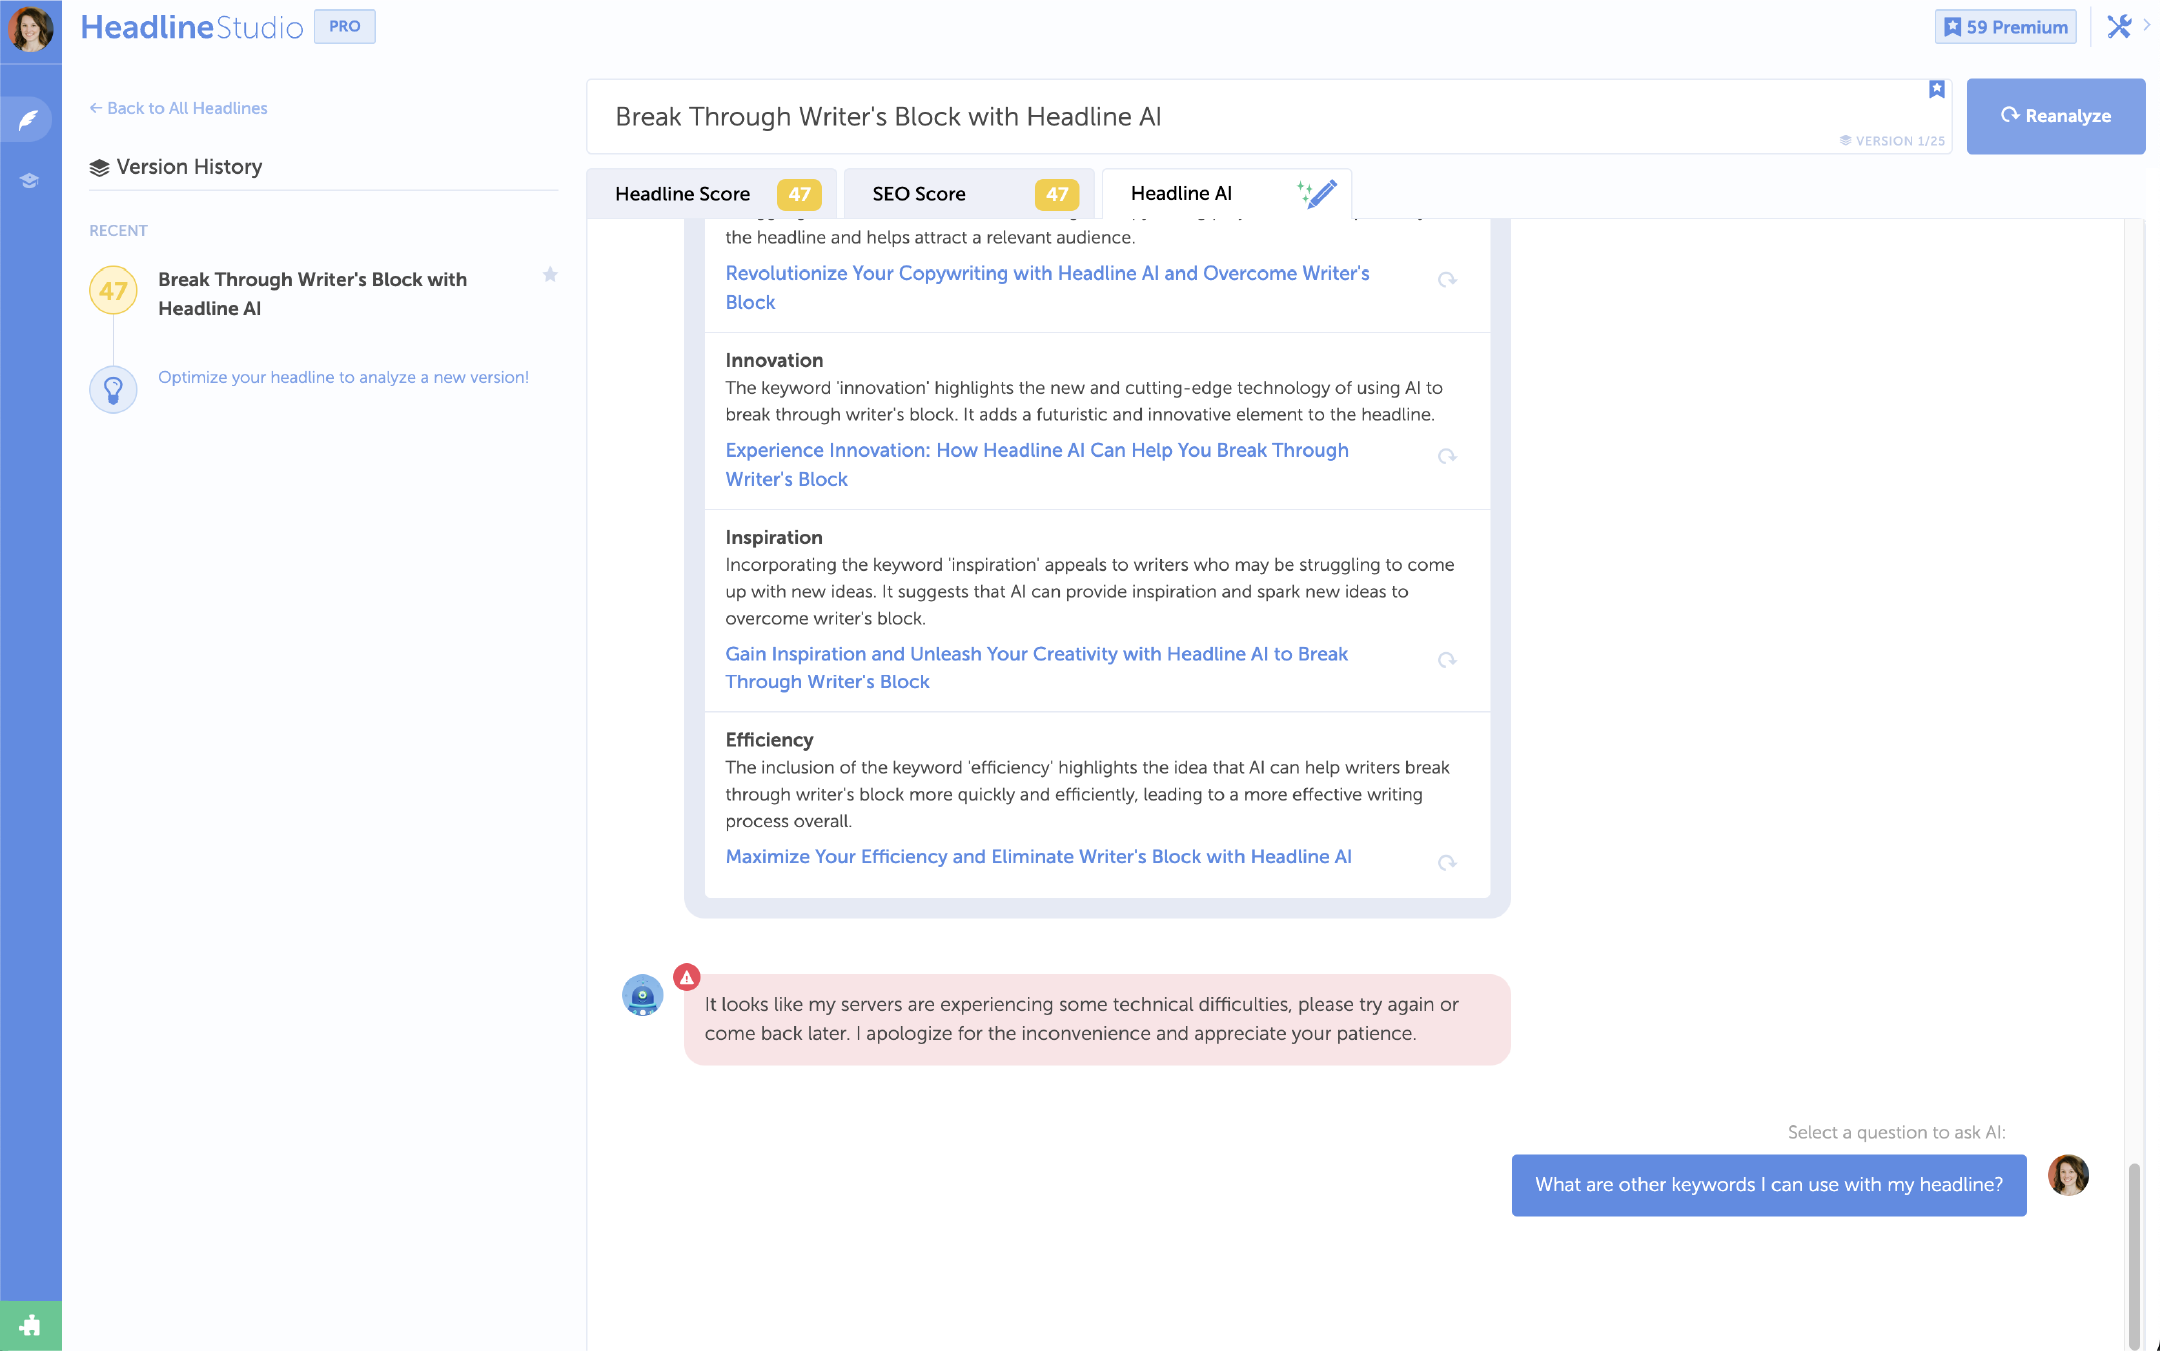 HeadlineStudio PRO
59 Premium
← Back to All Headlines
Version History
RECENT
47
Break Through Writer's Block with
Headline AI
Optimize your headline to analyze a new version!
Break Through Writer's Block with Headline AI
VERSION 1/25
Reanalyze
Headline Score 47
SEO Score 47
Headline AI
the headline and helps attract a relevant audience.
Revolutionize Your Copywriting with Headline AI and Overcome Writer's
Block
Innovation
The keyword 'innovation' highlights the new and cutting-edge technology of using AI to
break through writer's block. It adds a futuristic and innovative element to the headline.
Experience Innovation: How Headline AI Can Help You Break Through
Writer's Block
Inspiration
Incorporating the keyword 'inspiration' appeals to writers who may be struggling to come
up with new ideas. It suggests that AI can provide inspiration and spark new ideas to
overcome writer's block.
Gain Inspiration and Unleash Your Creativity with Headline AI to Break
Through Writer's Block
Efficiency
The inclusion of the keyword 'efficiency' highlights the idea that AI can help writers break
through writer's block more quickly and efficiently, leading to a more effective writing
process overall.
Maximize Your Efficiency and Eliminate Writer's Block with Headline AI
It looks like my servers are experiencing some technical difficulties, please try again or
come back later. I apologize for the inconvenience and appreciate your patience.
Select a question to ask AI:
What are other keywords I can use with my headline?